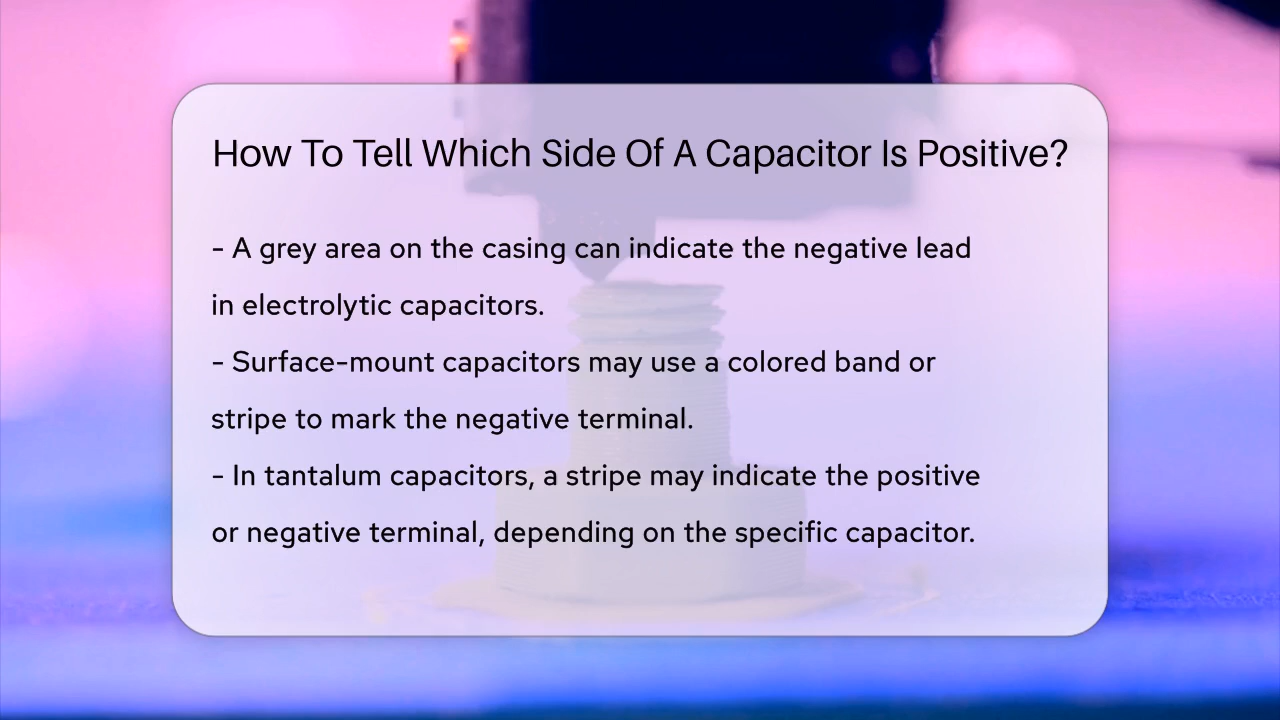 How To Tell Which Side Of A Capacitor Is Positive?
- A grey area on the casing can indicate the negative lead
in electrolytic capacitors.
- Surface-mount capacitors may use a colored band or
stripe to mark the negative terminal.
- In tantalum capacitors, a stripe may indicate the positive
or negative terminal, depending on the specific capacitor.